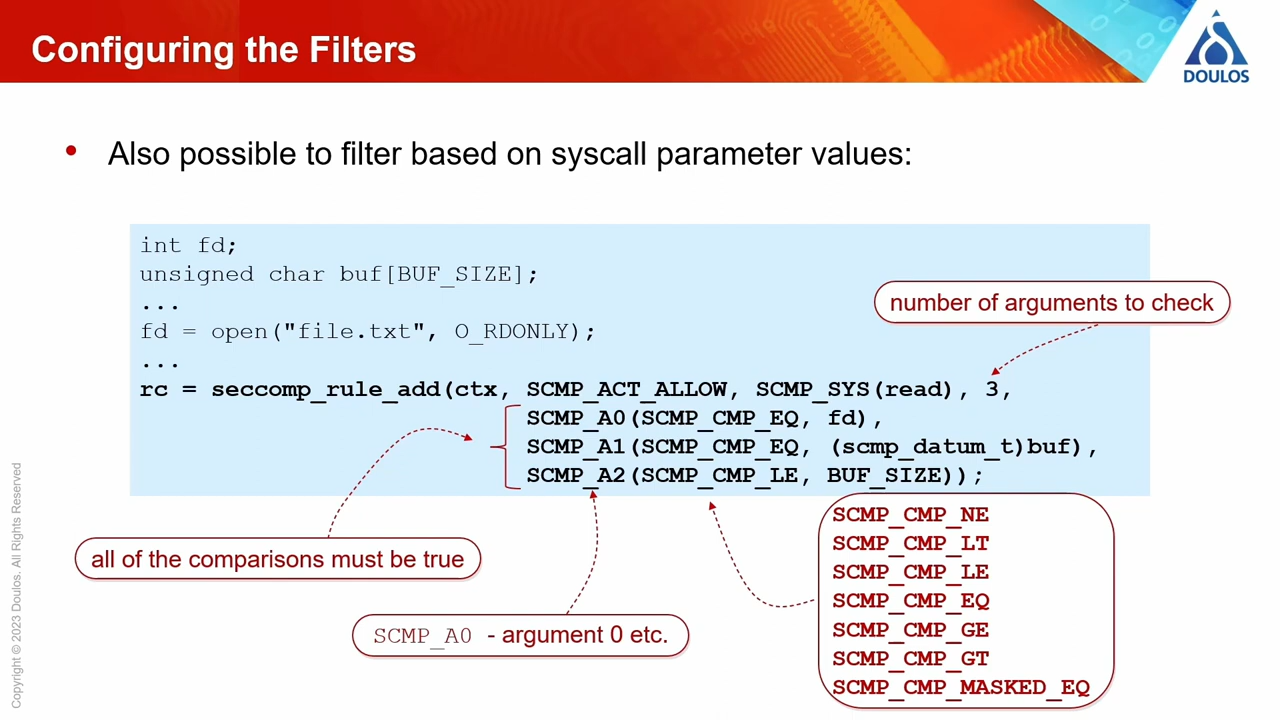 Configuring the Filters
DOULOS
• Also possible to filter based on syscall parameter values:
int fd;
unsigned char buf[BUF_SIZE];
...
fd = open("file.txt", O_RDONLY);
...
rc = seccomp_rule_add(ctx, SCMP_ACT_ALLOW, SCMP_SYS(read), 3,
SCMP_A0(SCMP_CMP_EQ, fd),
SCMP_A1(SCMP_CMP_EQ, (scmp_datum_t)buf),
SCMP_A2(SCMP_CMP_LE, BUF_SIZE));
number of arguments to check
all of the comparisons must be true
SCMP_A0 - argument 0 etc.
SCMP_CMP_NE
SCMP_CMP_LT
SCMP_CMP_LE
SCMP_CMP_EQ
SCMP_CMP_GE
SCMP_CMP_GT
SCMP_CMP_MASKED_EQ
Copyright © 2023 Doulos. All Rights Reserved